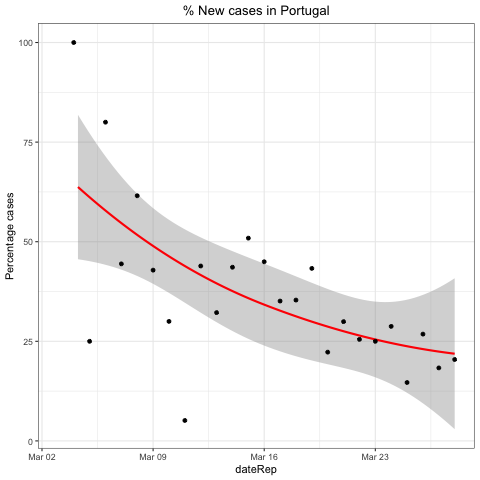 % New cases in Portugal
100
75
50
25
0
Percentage cases
Mar 02
Mar 09
Mar 16
Mar 23
dateRep